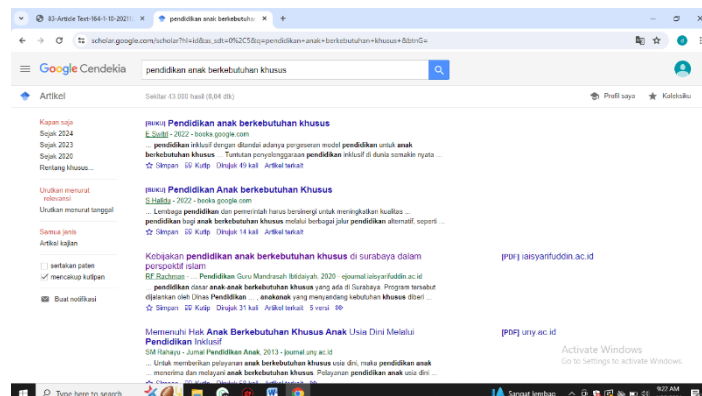 83-Article Text-164-1-10-2021
pendidikan anak berkebutuh
scholar.google.com/scholar?hl=id&as_sdt=0%2C5&q=pendidikan+anak+berkebutuhan+khusus+&btnG=
Google Cendekia
pendidikan anak berkebutuhan khusus
Artikel
Sekitar 43.000 hasil (0,04 dtk)
Profil saya
Koleksiku
Kapan saja
Sejak 2024
Sejak 2023
Sejak 2020
Rentang khusus...
Urutkan menurut
relevansi
Urutkan menurut tanggal
Semua jenis
Artikel kajian
sertakan paten
mencakup kutipan
Buat notifikasi
[BUKU] Pendidikan anak berkebutuhan khusus
E Switri - 2022 - books.google.com
... pendidikan inklusif dengan ditandai adanya pergeseran model pendidikan untuk anak
berkebutuhan khusus ... Tuntutan penyelenggaraan pendidikan inklusif di dunia semakin nyata ...
Simpan Kutip Dirujuk 49 kali Artikel terkait
[BUKU] Pendidikan Anak berkebutuhan Khusus
S Halidu - 2022 - books.google.com
... Lembaga pendidikan dan pemerintah harus bersinergi untuk meningkatkan kualitas ...
pendidikan bagi anak berkebutuhan khusus melalui berbagai jalur pendidikan alternatif, seperti ...
Simpan Kutip Dirujuk 14 kali Artikel terkait
Kebijakan pendidikan anak berkebutuhan khusus di surabaya dalam
perspektif islam
RF Rachman - ... Pendidikan Guru Mandrasah Ibtidaiyah, 2020 - ejournal.iaisyarifuddin.ac.id
... pendidikan dasar anak-anak berkebutuhan khusus yang ada di Surabaya. Program tersebut
dijalankan oleh Dinas Pendidikan ... , anakanak yang menyandang kebutuhan khusus diberi ...
Simpan Kutip Dirujuk 31 kali Artikel terkait 5 versi
[PDF] iaisyarifuddin.ac.id
Memenuhi Hak Anak Berkebutuhan Khusus Anak Usia Dini Melalui
Pendidikan Inklusif
SM Rahayu - Jurnal Pendidikan Anak, 2013 - journal.uny.ac.id
... Untuk memberikan pelayanan anak berkebutuhan khusus usia dini, maka pendidikan anak
... menerima dan melayani anak berkebutuhan khusus. Pelayanan pendidikan anak usia dini ...
[PDF] uny.ac.id
Activate Windows
Go to Settings to activate Windows.
Type here to search
Sangat lembap
9:22 AM